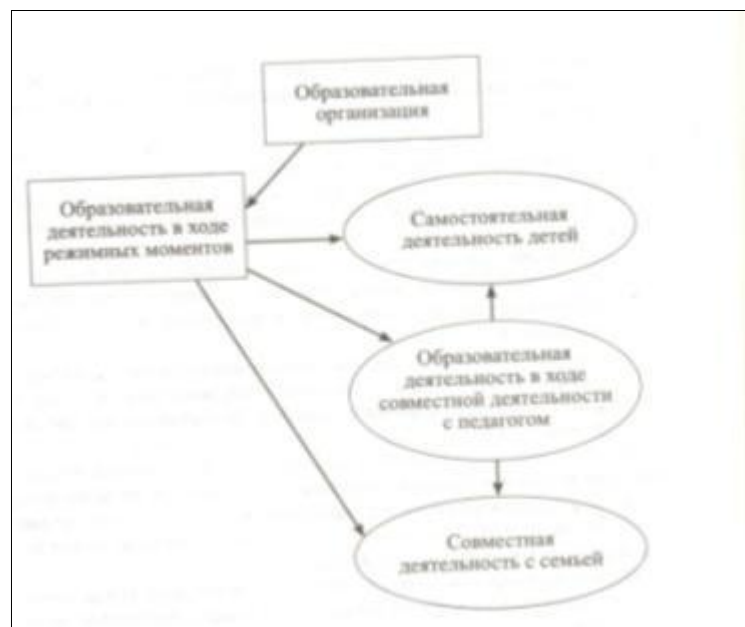 Образовательная
организация
Образовательная
деятельность в ходе
режимных моментов
Самостоятельная
деятельность детей
Образовательная
деятельность в ходе
совместной деятельности
с педагогом
Совместная
деятельность с семьей